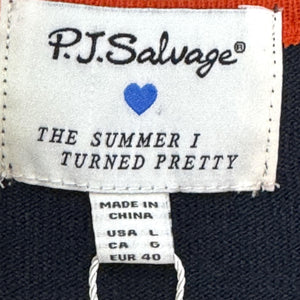 P.J. Salvage®
THE SUMMER I
TURNED PRETTY
MADE IN
CHINA
USA L
CA G
EUR 40